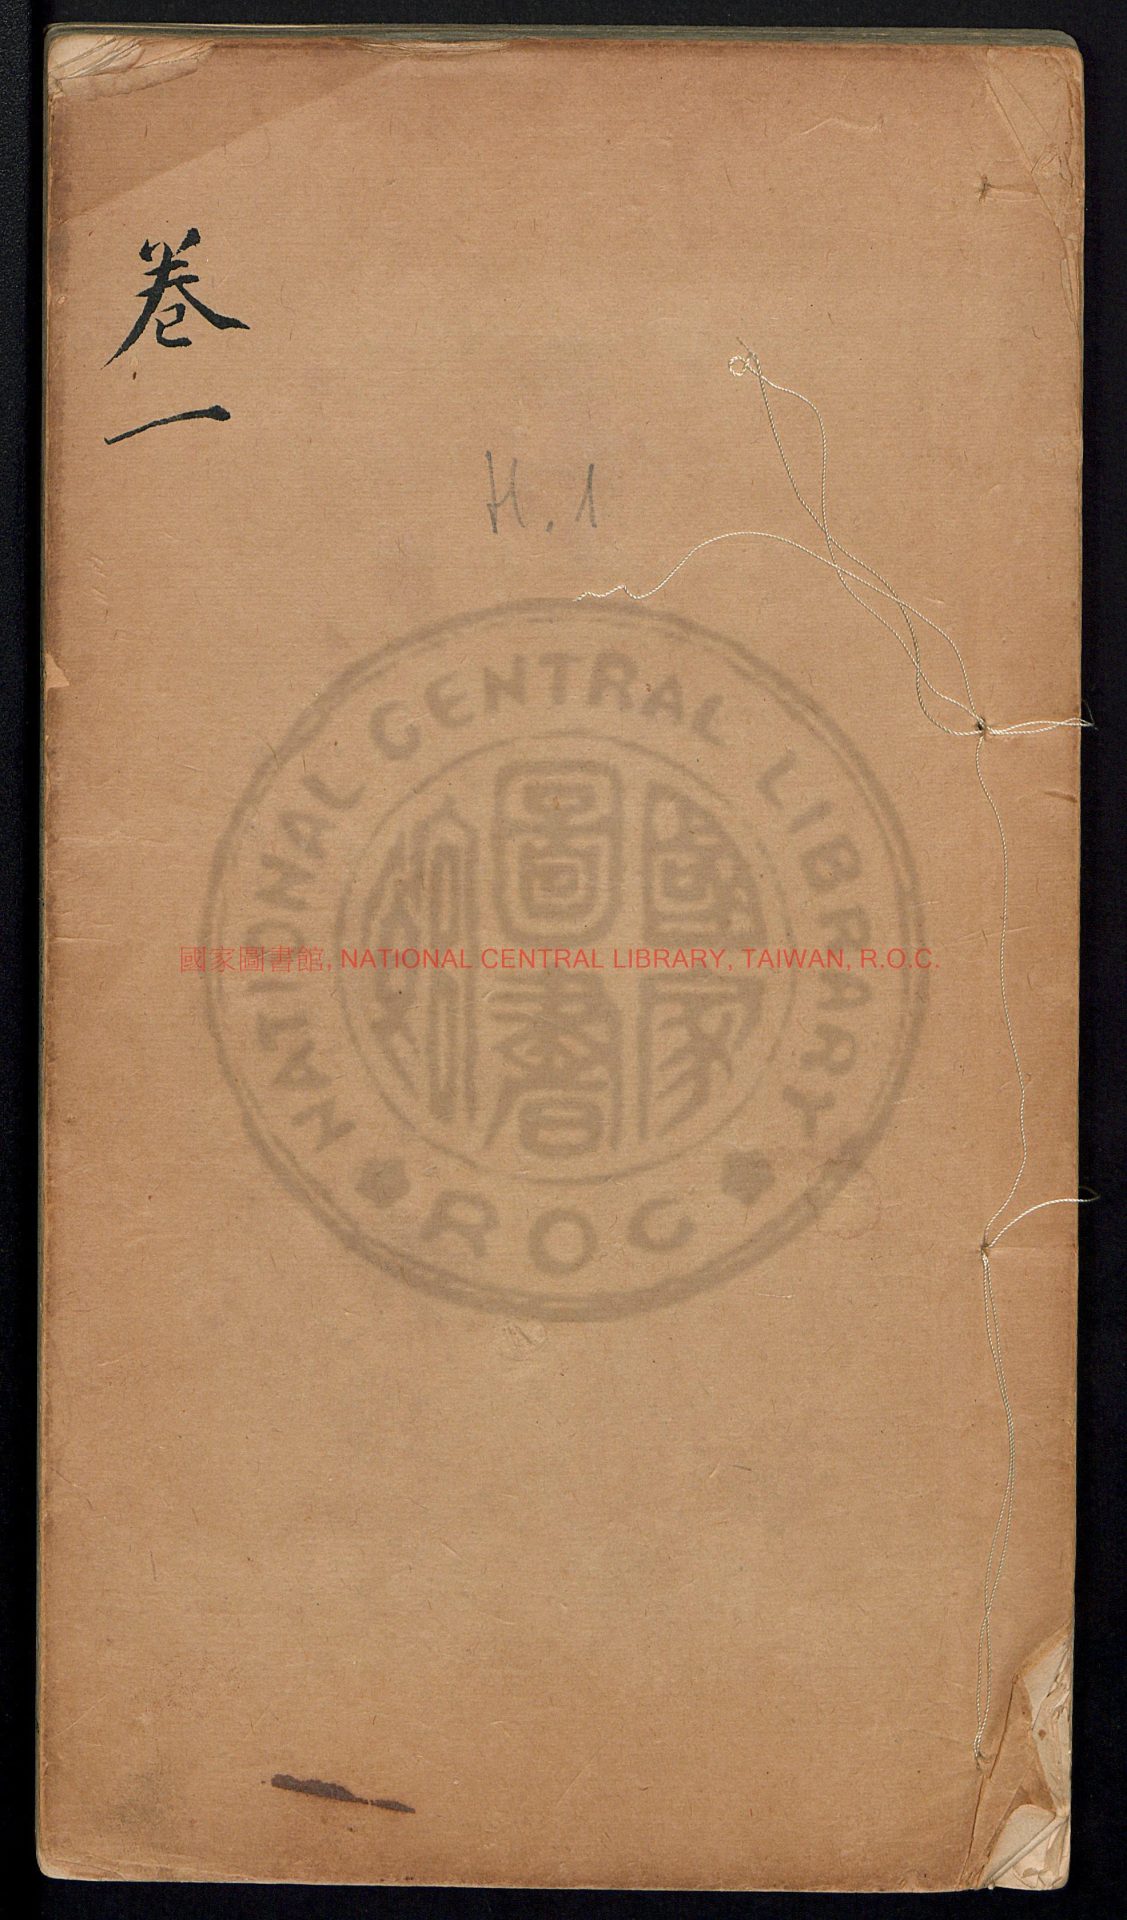 卷一
H.1
NATIONAL CENTRAL LIBRARY
國家圖書館
國家圖書館, NATIONAL CENTRAL LIBRARY, TAIWAN, R.O.C.
ROC